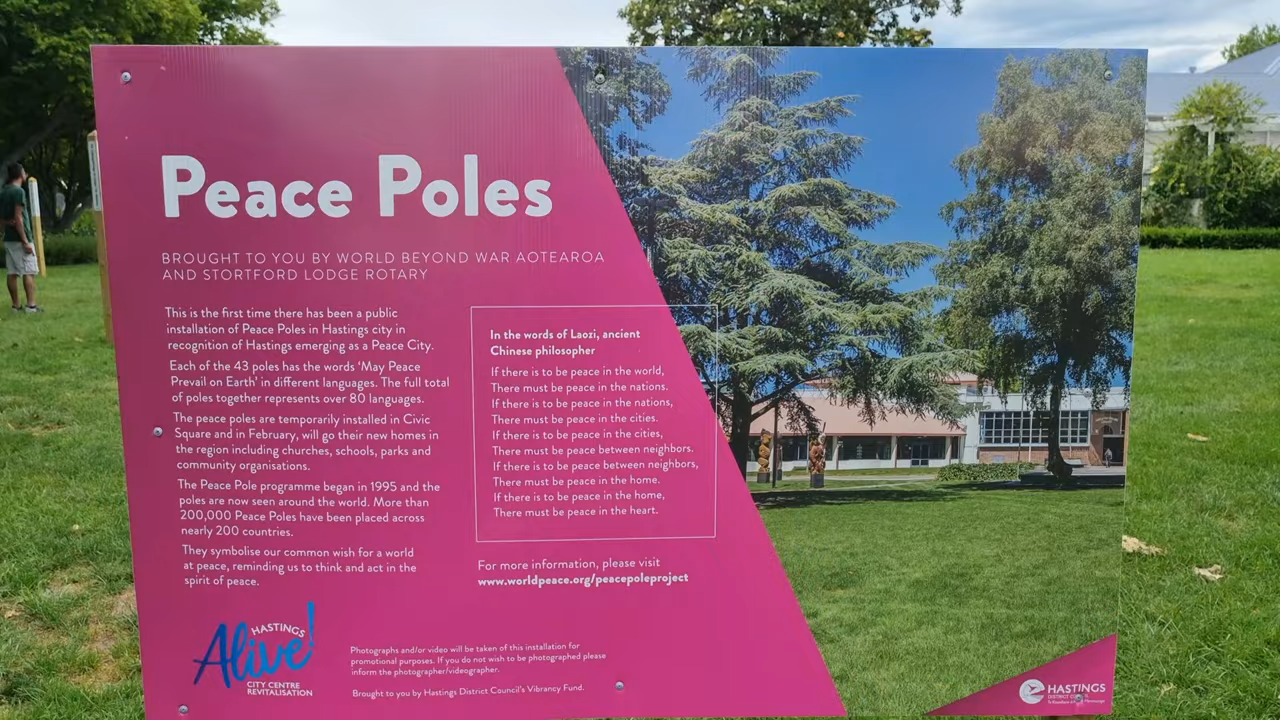 Peace Poles
BROUGHT TO YOU BY WORLD BEYOND WAR AOTEAROA
AND STORTFORD LODGE ROTARY
This is the first time there has been a public
installation of Peace Poles in Hastings city in
recognition of Hastings emerging as a Peace City.
Each of the 43 poles has the words ‘May Peace
Prevail on Earth’ in different languages. The full total
of poles together represents over 80 languages.
The peace poles are temporarily installed in Civic
Square and in February, will go their new homes in
the region including churches, schools, parks and
community organisations.
The Peace Pole programme began in 1995 and the
poles are now seen around the world. More than
200,000 Peace Poles have been placed across
nearly 200 countries.
They symbolise our common wish for a world
at peace, reminding us to think and act in the
spirit of peace.
In the words of Laozi, ancient
Chinese philosopher
If there is to be peace in the world,
There must be peace in the nations.
If there is to be peace in the nations,
There must be peace in the cities.
If there is to be peace in the cities,
There must be peace between neighbors.
If there is to be peace between neighbors,
There must be peace in the home.
If there is to be peace in the home,
There must be peace in the heart.
For more information, please visit
www.worldpeace.org/peacepoleproject
HASTINGS
Alive!
CITY CENTRE
REVITALISATION
Photographs and/or video will be taken of this installation for
promotional purposes. If you do not wish to be photographed please
inform the photographer/videographer.
Brought to you by Hastings District Council's Vibrancy Fund.
HASTINGS
DISTRICT